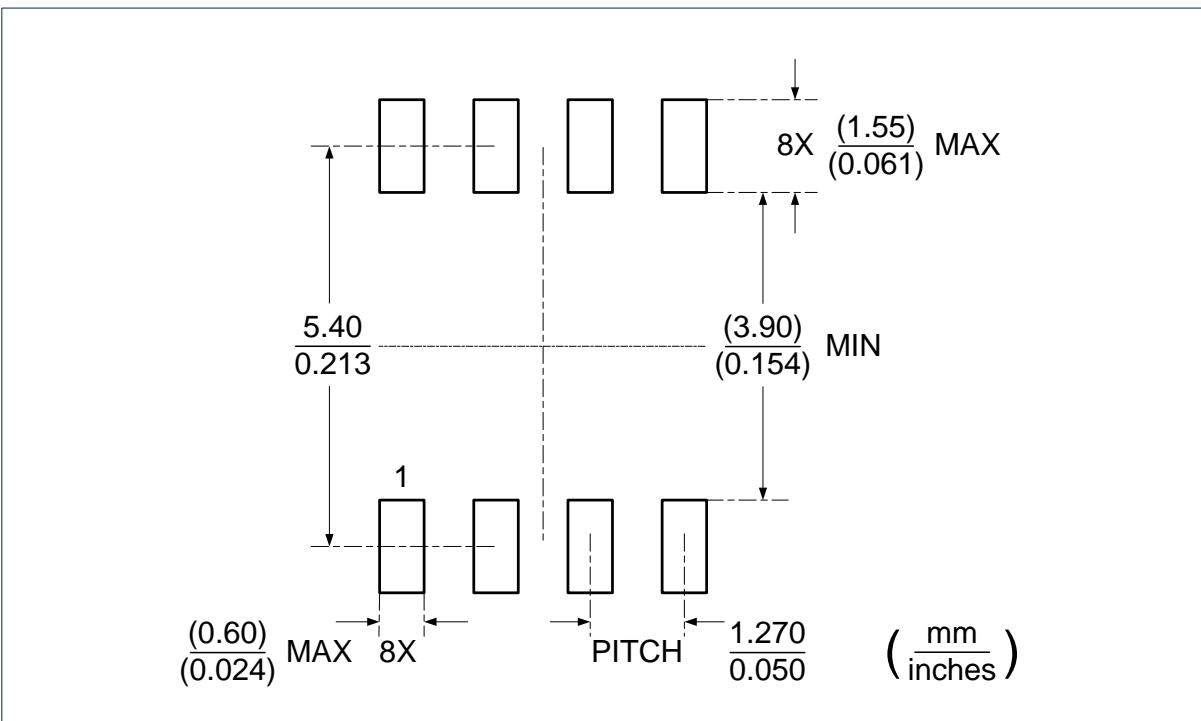 8X (1.55) MAX
(0.061)
5.40
0.213
(3.90) MIN
(0.154)
1
(0.60) MAX 8X
(0.024)
PITCH 1.270
0.050
( mm
inches )